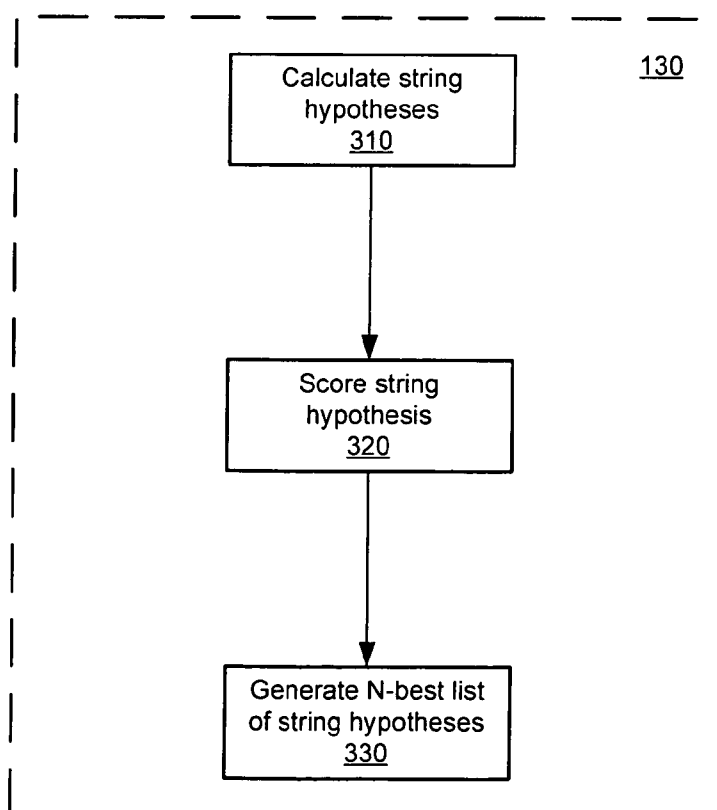 130
Calculate string
hypotheses
310
Score string
hypothesis
320
Generate N-best list
of string hypotheses
330